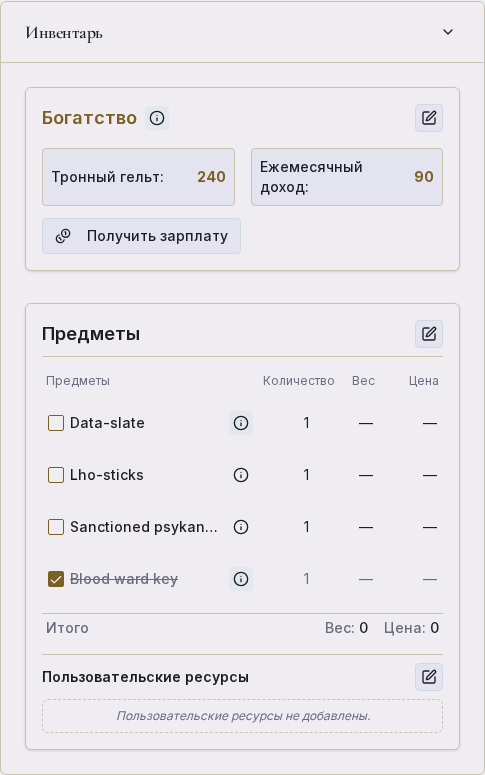 Инвентарь
Богатство
Тронный гельт: 240
Ежемесячный доход: 90
Получить зарплату
Предметы
Предметы Количество Вес Цена
Data-slate 1 — —
Lho-sticks 1 — —
Sanctioned psykan... 1 — —
Blood ward key 1 — —
Итого Вес: 0 Цена: 0
Пользовательские ресурсы
Пользовательские ресурсы не добавлены.